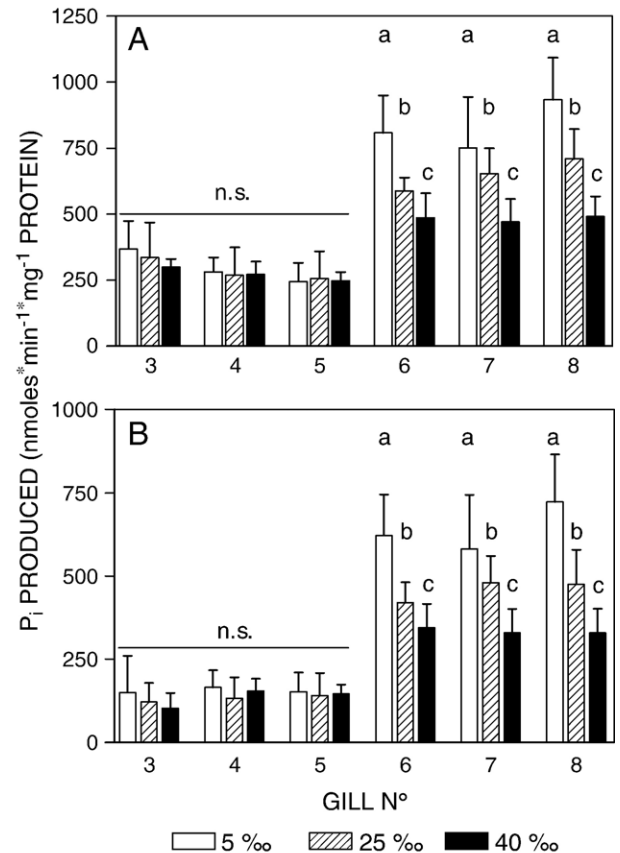 P_i PRODUCED (nmoles*min⁻¹*mg⁻¹ PROTEIN)
1250
1000
750
500
250
0
A
n.s.
a a a
b b b
c c c
3 4 5 6 7 8
1000
750
500
250
0
B
n.s.
a a a
b b b
c c c
3 4 5 6 7 8
GILL N°
5 ‰ 25 ‰ 40 ‰